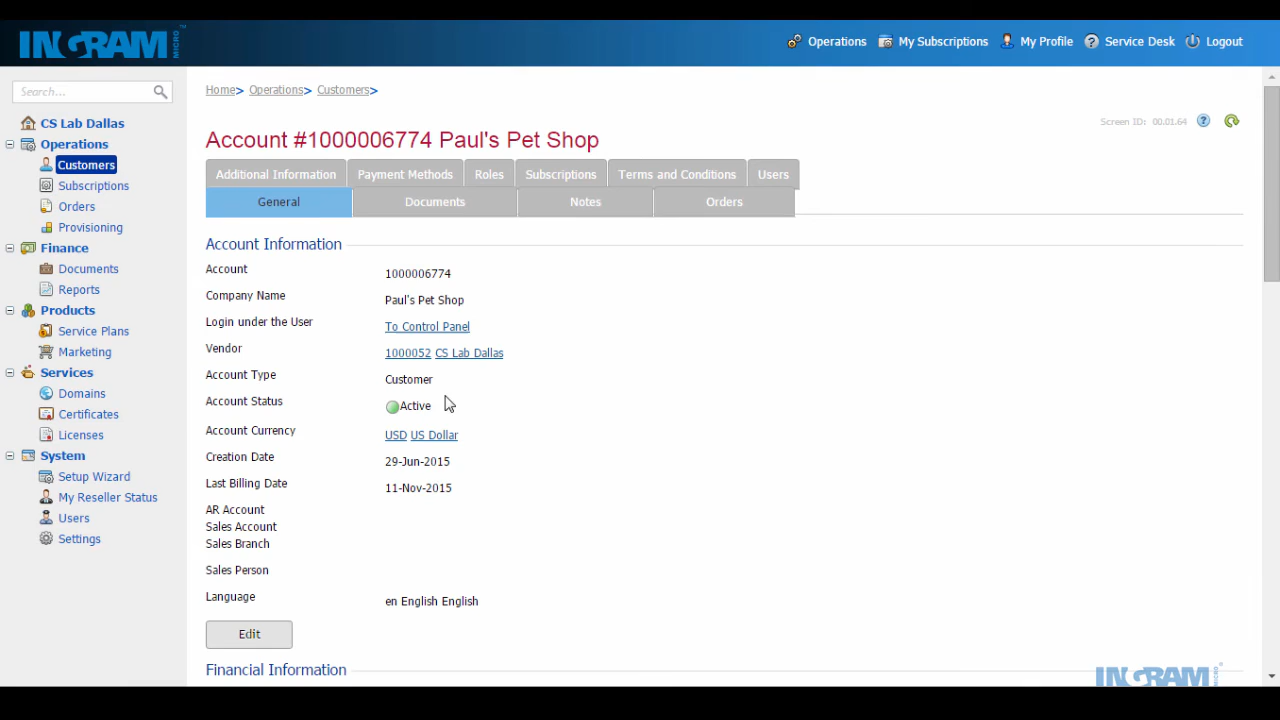 INGRAM MICRO™
Operations My Subscriptions My Profile Service Desk Logout
Search...
CS Lab Dallas
Operations
Customers
Subscriptions
Orders
Provisioning
Finance
Documents
Reports
Products
Service Plans
Marketing
Services
Domains
Certificates
Licenses
System
Setup Wizard
My Reseller Status
Users
Settings
Home> Operations> Customers>
Screen ID: 00.01.64
Account #1000006774 Paul's Pet Shop
Additional Information Payment Methods Roles Subscriptions Terms and Conditions Users
General Documents Notes Orders
Account Information
Account 1000006774
Company Name Paul's Pet Shop
Login under the User To Control Panel
Vendor 1000052 CS Lab Dallas
Account Type Customer
Account Status Active
Account Currency USD US Dollar
Creation Date 29-Jun-2015
Last Billing Date 11-Nov-2015
AR Account
Sales Account
Sales Branch
Sales Person
Language en English English
Edit
Financial Information
INGRAM